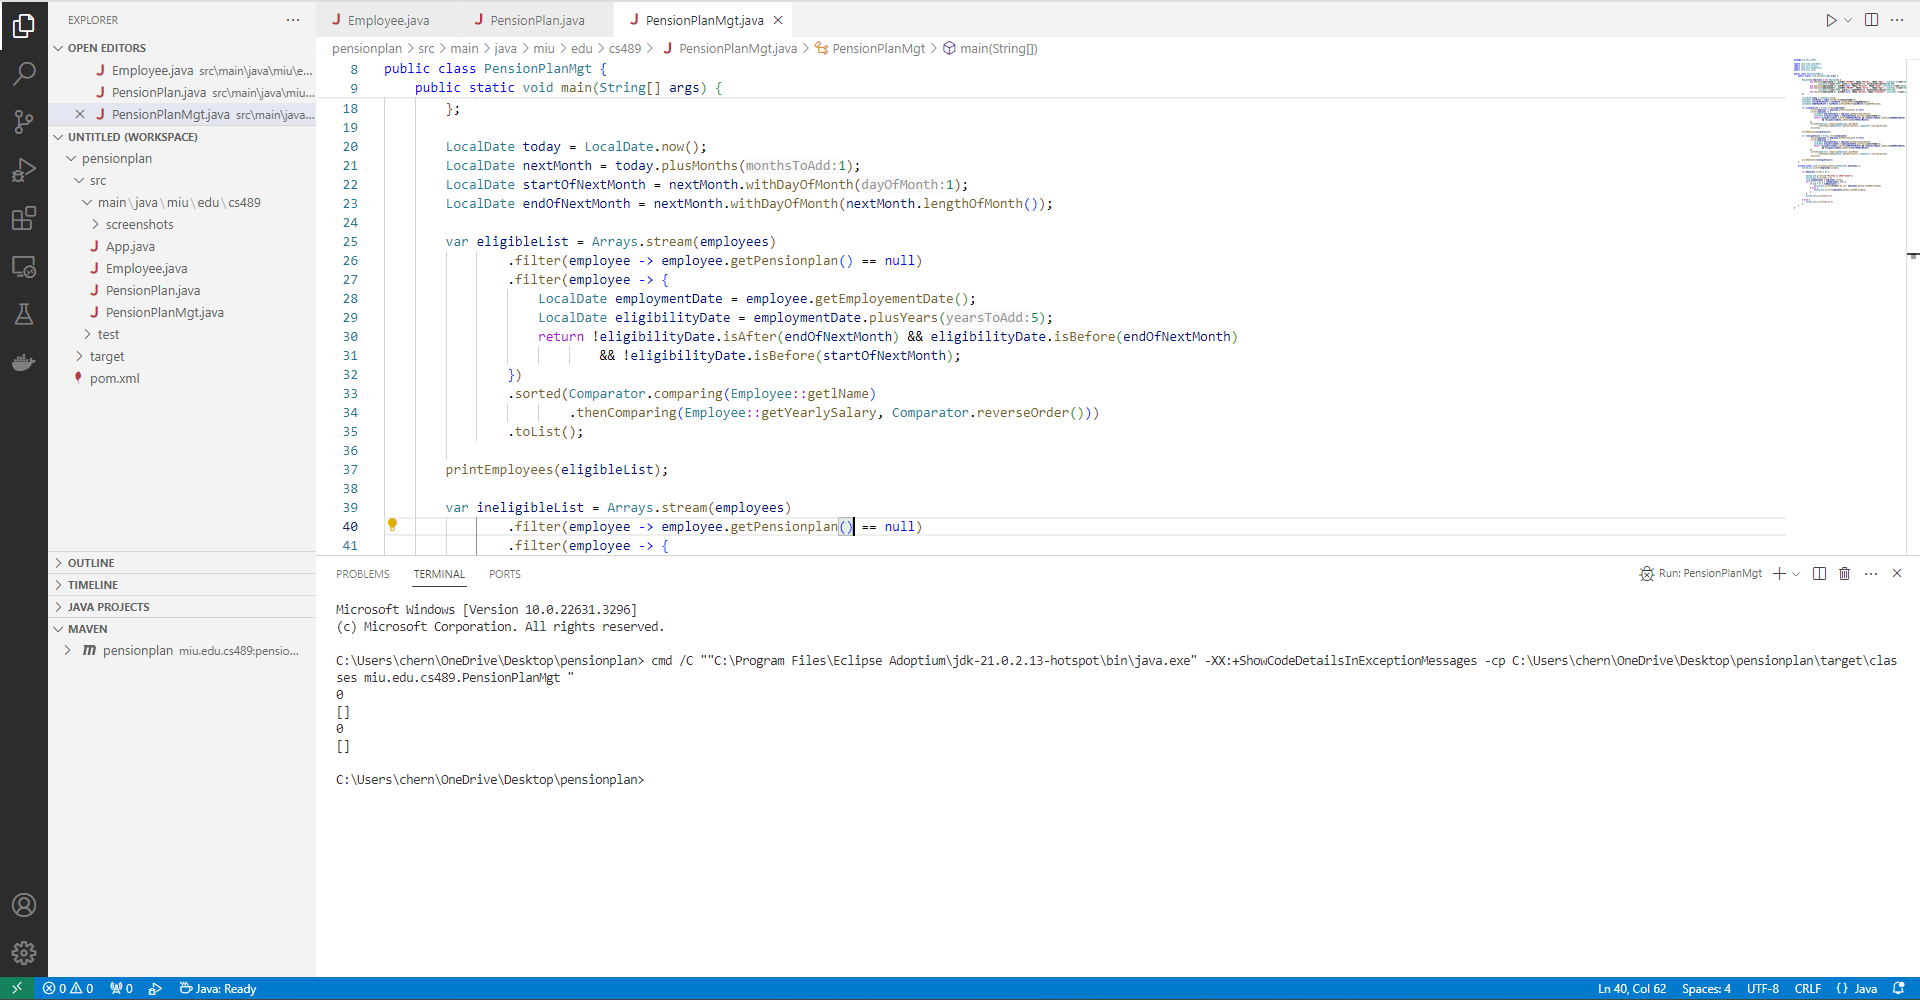 EXPLORER
OPEN EDITORS
Employee.java src\main\java\miu\e...
PensionPlan.java src\main\java\miu...
PensionPlanMgt.java src\main\java...
UNTITLED (WORKSPACE)
pensionplan
src
main\java\miu\edu\cs489
screenshots
App.java
Employee.java
PensionPlan.java
PensionPlanMgt.java
test
target
pom.xml
OUTLINE
TIMELINE
JAVA PROJECTS
MAVEN
pensionplan miu.edu.cs489:pensio...
Employee.java PensionPlan.java PensionPlanMgt.java
pensionplan > src > main > java > miu > edu > cs489 > PensionPlanMgt.java > PensionPlanMgt > main(String[])
8 public class PensionPlanMgt {
9 public static void main(String[] args) {
18 };
19
20 LocalDate today = LocalDate.now();
21 LocalDate nextMonth = today.plusMonths(monthsToAdd:1);
22 LocalDate startOfNextMonth = nextMonth.withDayOfMonth(dayOfMonth:1);
23 LocalDate endOfNextMonth = nextMonth.withDayOfMonth(nextMonth.lengthOfMonth());
24
25 var eligibleList = Arrays.stream(employees)
26 .filter(employee -> employee.getPensionplan() == null)
27 .filter(employee -> {
28 LocalDate employmentDate = employee.getEmployementDate();
29 LocalDate eligibilityDate = employmentDate.plusYears(yearsToAdd:5);
30 return !eligibilityDate.isAfter(endOfNextMonth) && eligibilityDate.isBefore(endOfNextMonth)
31 && !eligibilityDate.isBefore(startOfNextMonth);
32 })
33 .sorted(Comparator.comparing(Employee::getlName)
34 .thenComparing(Employee::getYearlySalary, Comparator.reverseOrder()))
35 .toList();
36
37 printEmployees(eligibleList);
38
39 var ineligibleList = Arrays.stream(employees)
40 .filter(employee -> employee.getPensionplan() == null)
41 .filter(employee -> {
PROBLEMS TERMINAL PORTS
Run: PensionPlanMgt
Microsoft Windows [Version 10.0.22631.3296]
(c) Microsoft Corporation. All rights reserved.
C:\Users\chern\OneDrive\Desktop\pensionplan> cmd /C ""C:\Program Files\Eclipse Adoptium\jdk-21.0.2.13-hotspot\bin\java.exe" -XX:+ShowCodeDetailsInExceptionMessages -cp C:\Users\chern\OneDrive\Desktop\pensionplan\target\clas
ses miu.edu.cs489.PensionPlanMgt "
0
[]
0
[]
C:\Users\chern\OneDrive\Desktop\pensionplan>
0 0 0 Java: Ready
Ln 40, Col 62 Spaces: 4 UTF-8 CRLF {} Java